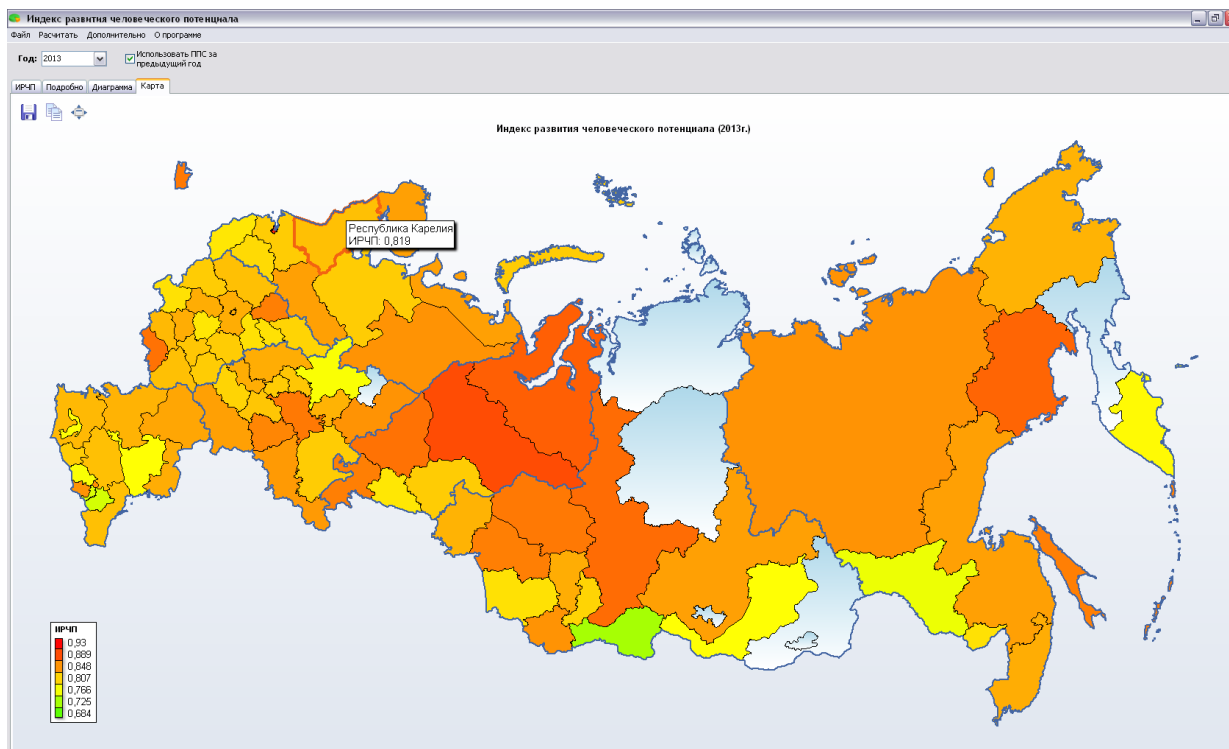 Индекс развития человеческого потенциала
Файл Расчитать Дополнительно О программе
Год: 2013 Использовать ППС за
предыдущий год
ИРЧП Подробно Диаграмма Карта
Индекс развития человеческого потенциала (2013г.)
Республика Карелия
ИРЧП: 0,819
ИРЧП
0,93
0,889
0,848
0,807
0,766
0,725
0,684